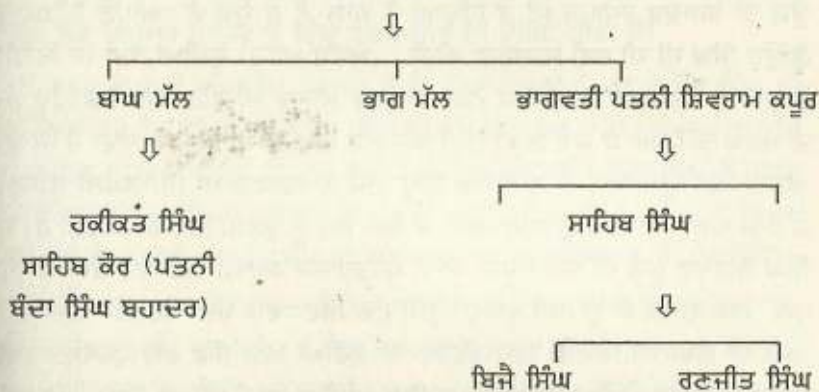 ਬਾਘ ਮੱਲ ਭਾਗ ਮੱਲ ਭਾਗਵਤੀ ਪਤਨੀ ਸ਼ਿਵਰਾਮ ਕਪੂਰ
ਹਕੀਕਤ ਸਿੰਘ ਸਾਹਿਬ ਸਿੰਘ
ਸਾਹਿਬ ਕੌਰ (ਪਤਨੀ
ਬੰਦਾ ਸਿੰਘ ਬਹਾਦਰ)
ਬਿਜੈ ਸਿੰਘ ਰਣਜੀਤ ਸਿੰਘ